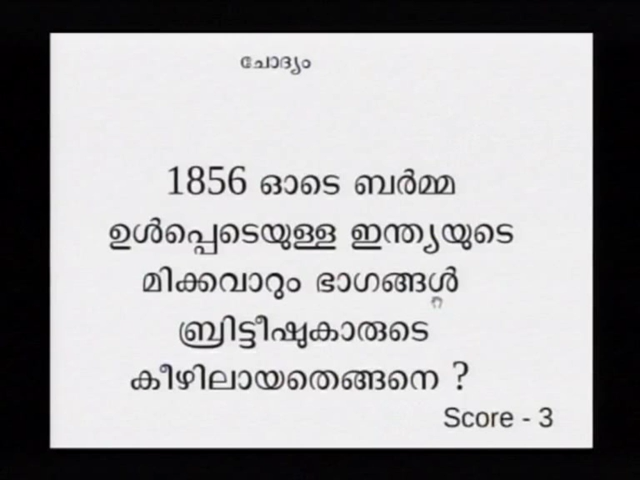 ചോദ്യം
1856 ഓടെ ബർമ്മ
ഉൾപ്പെടെയുള്ള ഇന്ത്യയുടെ
മിക്കവാറും ഭാഗങ്ങൾ
ബ്രിട്ടീഷുകാരുടെ
കീഴിലായതെങ്ങനെ ?
Score - 3